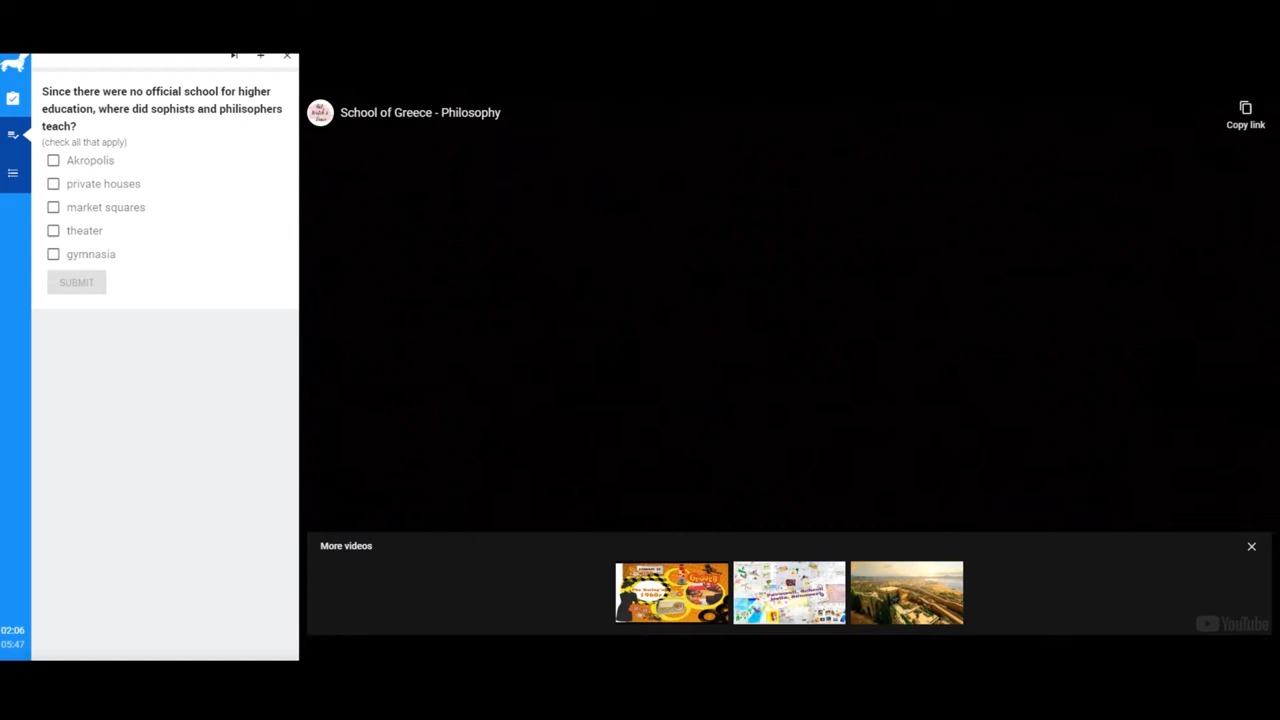 Since there were no official school for higher
education, where did sophists and philisophers
teach?
(check all that apply)
Akropolis
private houses
market squares
theater
gymnasia
SUBMIT
02:06
05:47
School of Greece - Philosophy
Copy link
More videos
YouTube